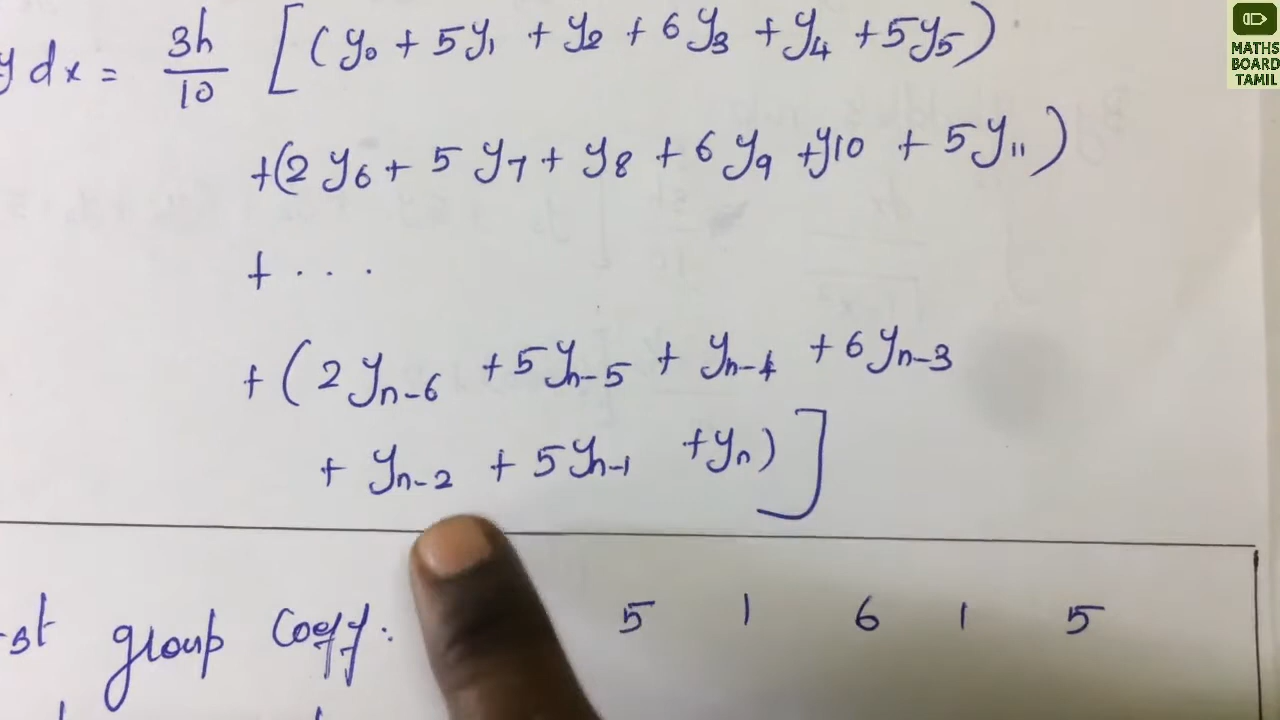 y dx = 3h/10 [(y₀ + 5y₁ + y₂ + 6y₃ + y₄ + 5y₅)
+(2y₆ + 5y₇ + y₈ + 6y₉ + y10 + 5y₁₁)
+ . . .
+ (2yₙ₋₆ + 5yₙ₋₅ + yₙ₋₄ + 6yₙ₋₃
+ yₙ₋₂ + 5yₙ₋₁ + yₙ)]
st group Coeff: 5 1 6 1 5
MATHS
BOARD
TAMIL